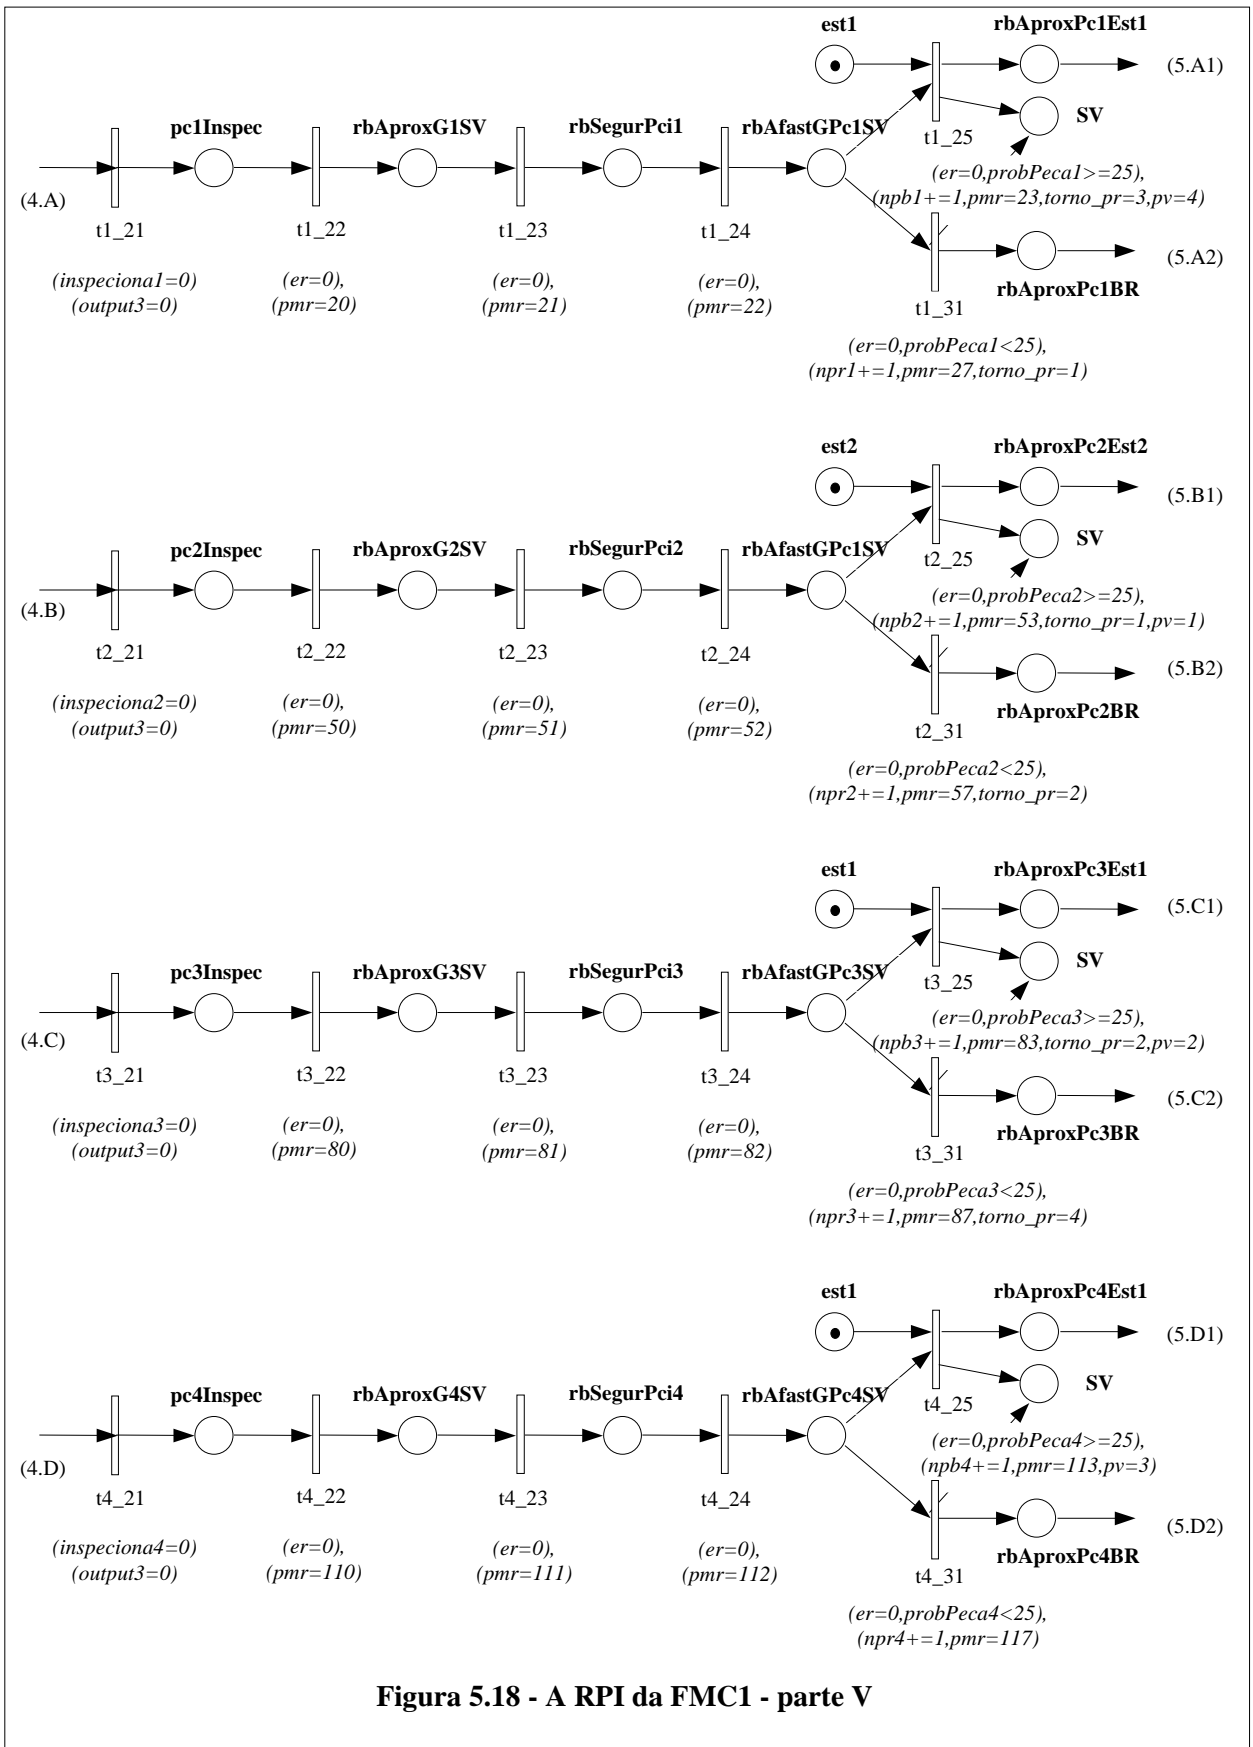 est1 rbAproxPc1Est1
(5.A1)
pc1Inspec rbAproxG1SV rbSegurPci1 rbAfastGPc1SV SV
t1_25
(er=0,probPeca1>=25),
(npb1+=1,pmr=23,torno_pr=3,pv=4)
(4.A)
t1_21 t1_22 t1_23 t1_24
(5.A2)
rbAproxPc1BR
(inspeciona1=0) (er=0), (er=0), (er=0),
(output3=0) (pmr=20) (pmr=21) (pmr=22)
t1_31
(er=0,probPeca1<25),
(npr1+=1,pmr=27,torno_pr=1)
est2 rbAproxPc2Est2
(5.B1)
pc2Inspec rbAproxG2SV rbSegurPci2 rbAfastGPc1SV SV
t2_25
(er=0,probPeca2>=25),
(npb2+=1,pmr=53,torno_pr=1,pv=1)
(4.B)
t2_21 t2_22 t2_23 t2_24
(5.B2)
rbAproxPc2BR
(inspeciona2=0) (er=0), (er=0), (er=0),
(output3=0) (pmr=50) (pmr=51) (pmr=52)
t2_31
(er=0,probPeca2<25),
(npr2+=1,pmr=57,torno_pr=2)
est1 rbAproxPc3Est1
(5.C1)
pc3Inspec rbAproxG3SV rbSegurPci3 rbAfastGPc3SV SV
t3_25
(er=0,probPeca3>=25),
(npb3+=1,pmr=83,torno_pr=2,pv=2)
(4.C)
t3_21 t3_22 t3_23 t3_24
(5.C2)
rbAproxPc3BR
(inspeciona3=0) (er=0), (er=0), (er=0),
(output3=0) (pmr=80) (pmr=81) (pmr=82)
t3_31
(er=0,probPeca3<25),
(npr3+=1,pmr=87,torno_pr=4)
est1 rbAproxPc4Est1
(5.D1)
pc4Inspec rbAproxG4SV rbSegurPci4 rbAfastGPc4SV SV
t4_25
(er=0,probPeca4>=25),
(npb4+=1,pmr=113,pv=3)
(4.D)
t4_21 t4_22 t4_23 t4_24
(5.D2)
rbAproxPc4BR
(inspeciona4=0) (er=0), (er=0), (er=0),
(output3=0) (pmr=110) (pmr=111) (pmr=112)
t4_31
(er=0,probPeca4<25),
(npr4+=1,pmr=117)
Figura 5.18 - A RPI da FMC1 - parte V